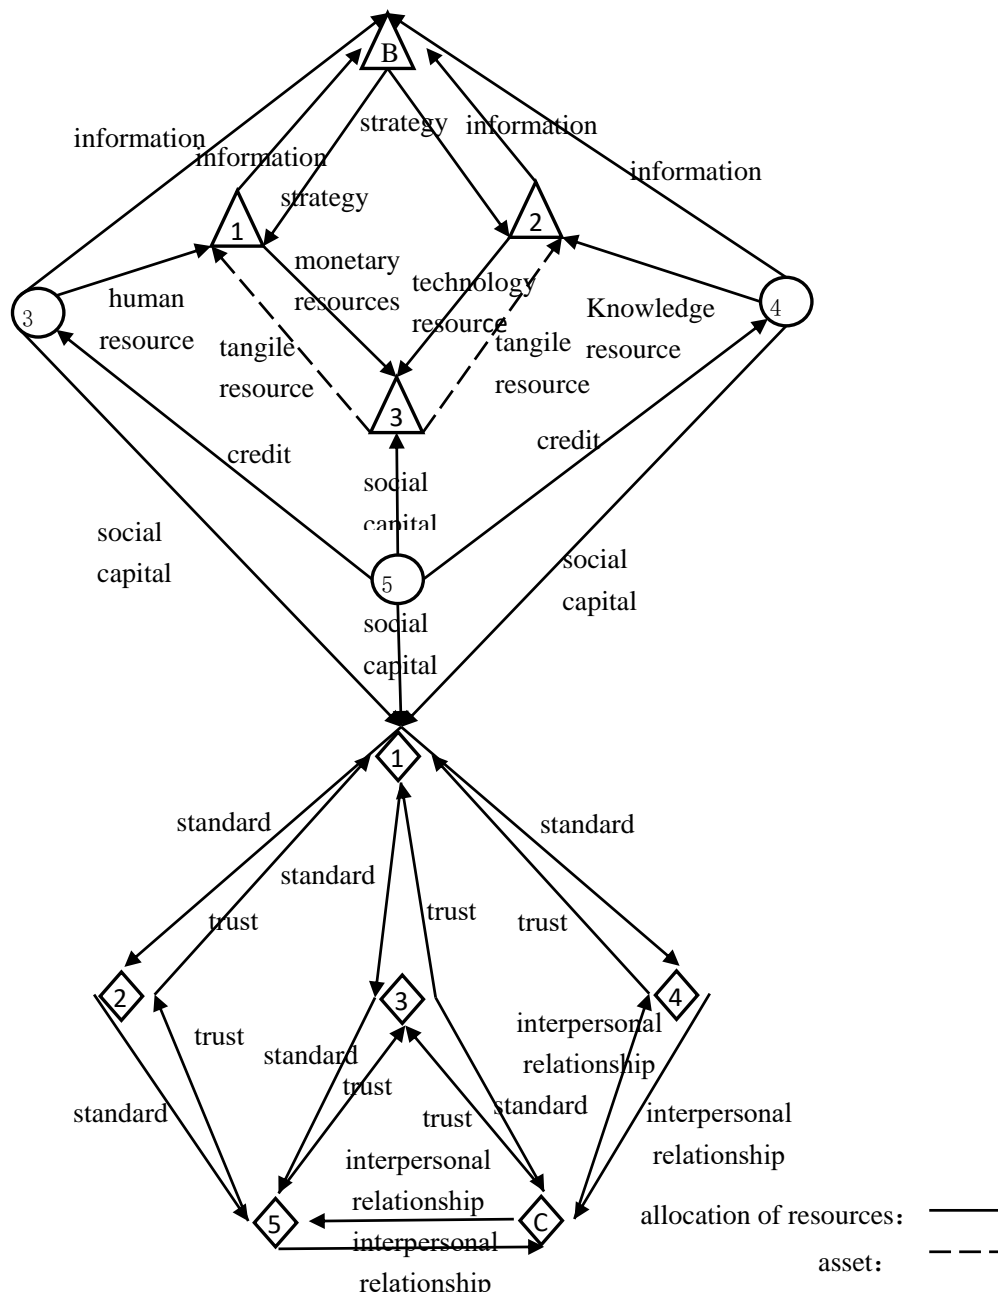 B
strategy
information
information
information
information
strategy
1
2
monetary
resources
technology
resource
human
resource
Knowledge
resource
3
4
tangile
resource
tangile
resource
3
credit
credit
social
capital
social
capital
social
capital
5
social
capital
1
standard
standard
standard
trust
trust
trust
2
3
4
interpersonal
relationship
trust
standard
trust
standard
trust
standard
interpersonal
relationship
interpersonal
relationship
5
C
interpersonal
relationship
allocation of resources：
asset：